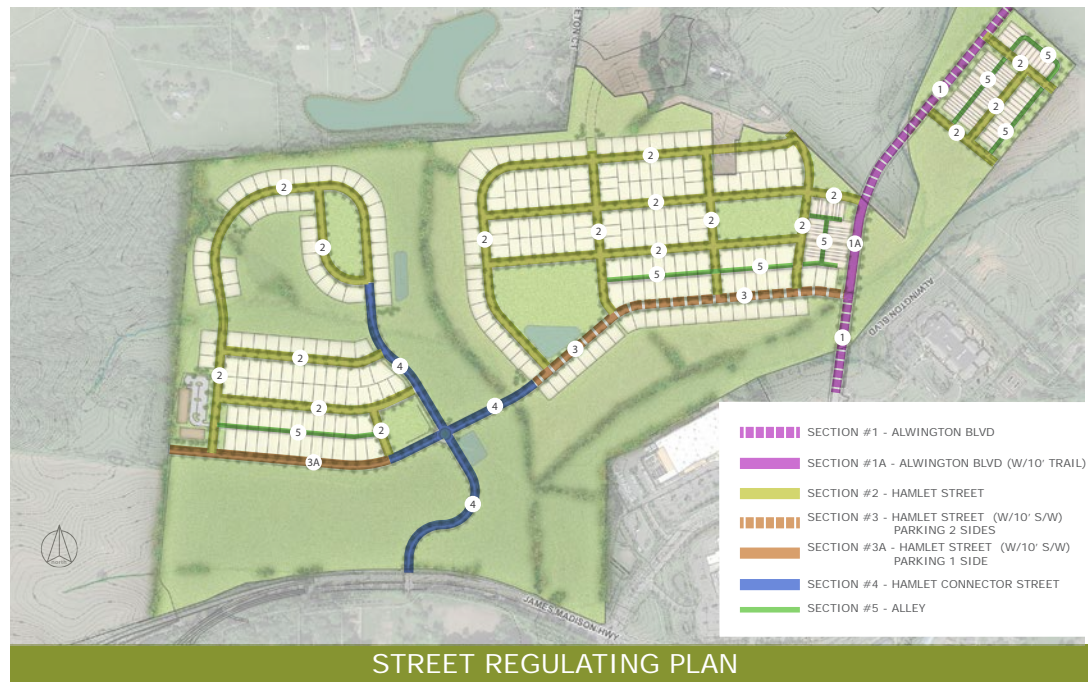 ETON CT
2
5
5
1
2
2
5
2
2
2
2
2
2
1A
2
2
2
2
2
2
5
5
5
3
ALWINGTON BLVD
1
3
2
4
2
4
2
5
2
3A
4
SECTION #1 - ALWINGTON BLVD
SECTION #1A - ALWINGTON BLVD (W/10' TRAIL)
SECTION #2 - HAMLET STREET
SECTION #3 - HAMLET STREET (W/10' S/W)
PARKING 2 SIDES
SECTION #3A - HAMLET STREET (W/10' S/W)
PARKING 1 SIDE
SECTION #4 - HAMLET CONNECTOR STREET
SECTION #5 - ALLEY
JAMES MADISON HWY
STREET REGULATING PLAN